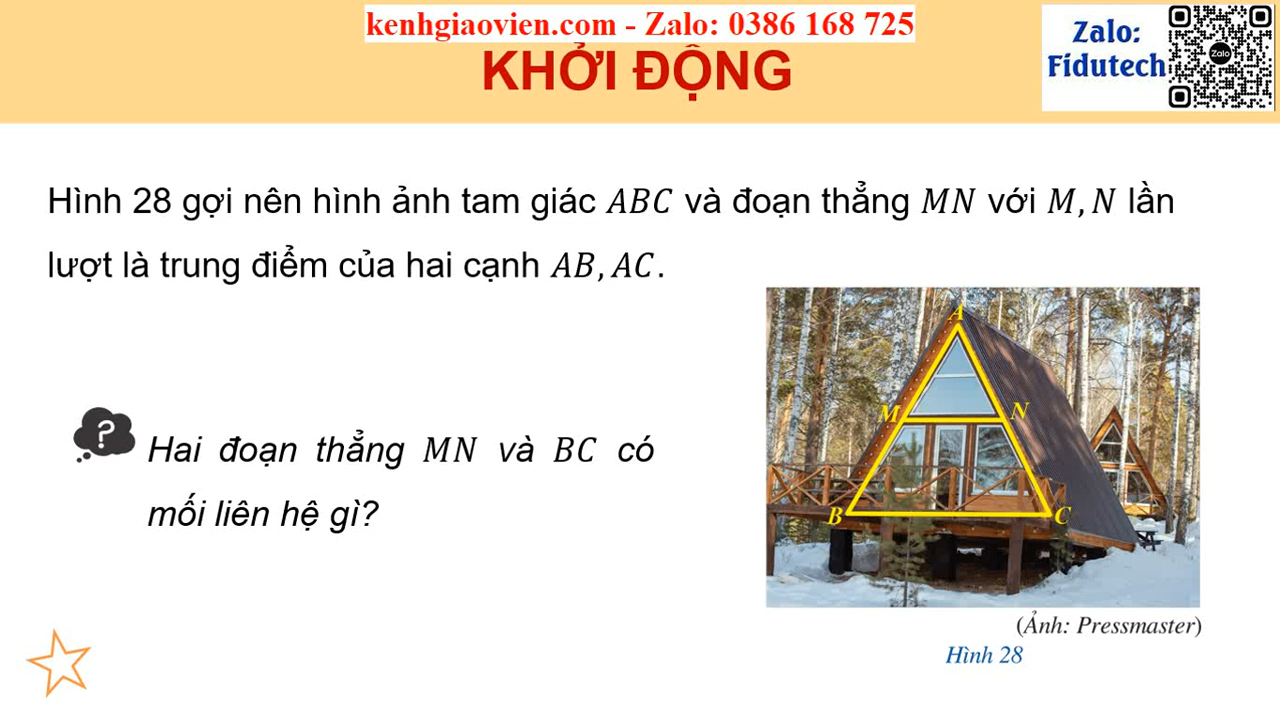 kenhgiaovien.com - Zalo: 0386 168 725
KHỞI ĐỘNG
Zalo:
Fidutech
Zalo
Hình 28 gợi nên hình ảnh tam giác ABC và đoạn thẳng MN với M, N lần
lượt là trung điểm của hai cạnh AB, AC.
?
Hai đoạn thẳng MN và BC có
mối liên hệ gì?
A
M
N
B
C
(Ảnh: Pressmaster)
Hình 28